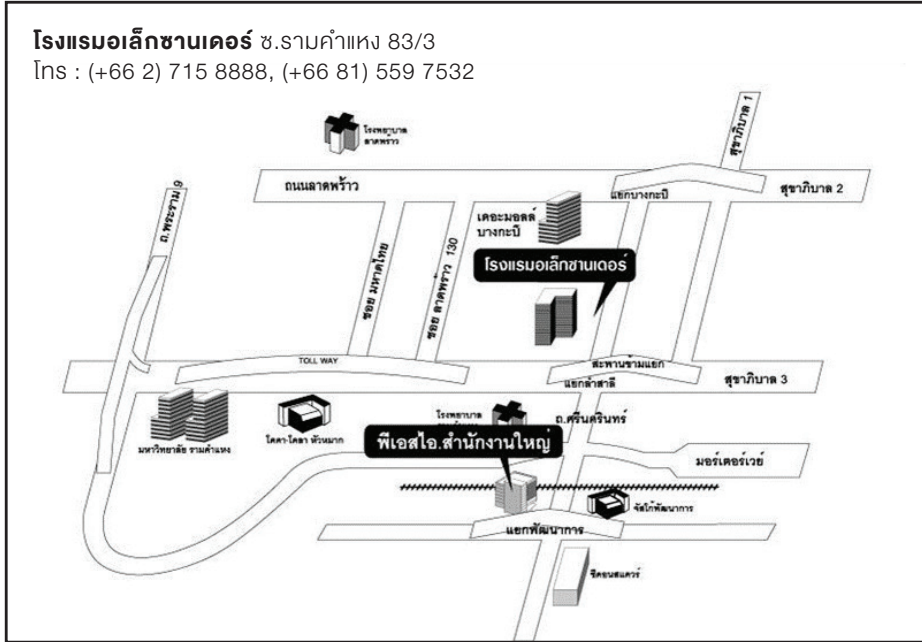 โรงแรมอเล็กซานเดอร์ ซ.รามคำแหง 83/3
โทร : (+66 2) 715 8888, (+66 81) 559 7532
โรงพยาบาล
ลาดพร้าว
สุขาภิบาล 1
ถนนลาดพร้าว
แยกบางกะปิ
สุขาภิบาล 2
ถ.พระราม 9
เดอะมอลล์
บางกะปิ
ซอย มหาดไทย
ซอย ลาดพร้าว 130
โรงแรมอเล็กซานเดอร์
TOLL WAY
สะพานข้ามแยก
แยกลำสาลี
สุขาภิบาล 3
มหาวิทยาลัย รามคำแหง
โคคา-โคลา หัวหมาก
โรงพยาบาล
ถ.ศรีนครินทร์
พีเอสไอ.สำนักงานใหญ่
มอร์เตอร์เวย์
จัสโก้พัฒนาการ
แยกพัฒนาการ
ซีคอนสแควร์